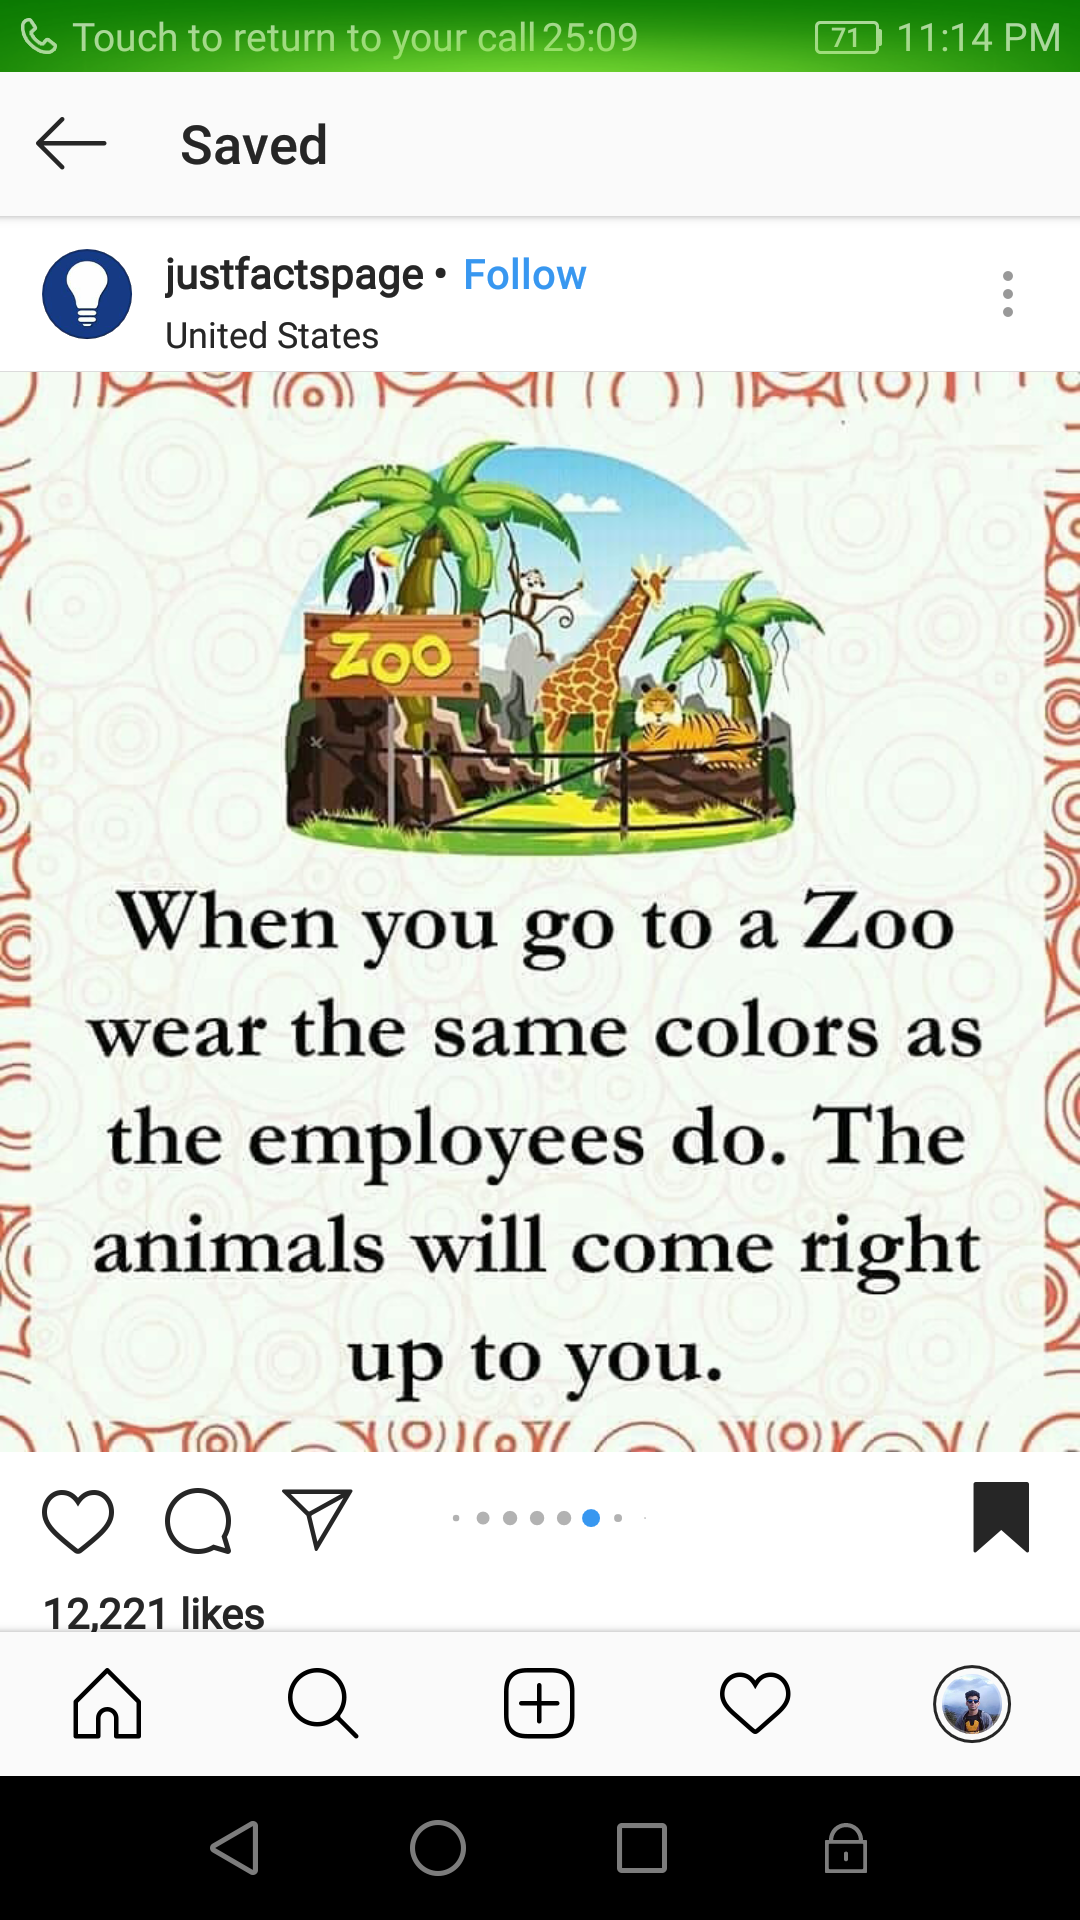 Touch to return to your call 25:09 71 11:14 PM
Saved
justfactspage • Follow
United States
ZOO
When you go to a Zoo
wear the same colors as
the employees do. The
animals will come right
up to you.
12,221 likes